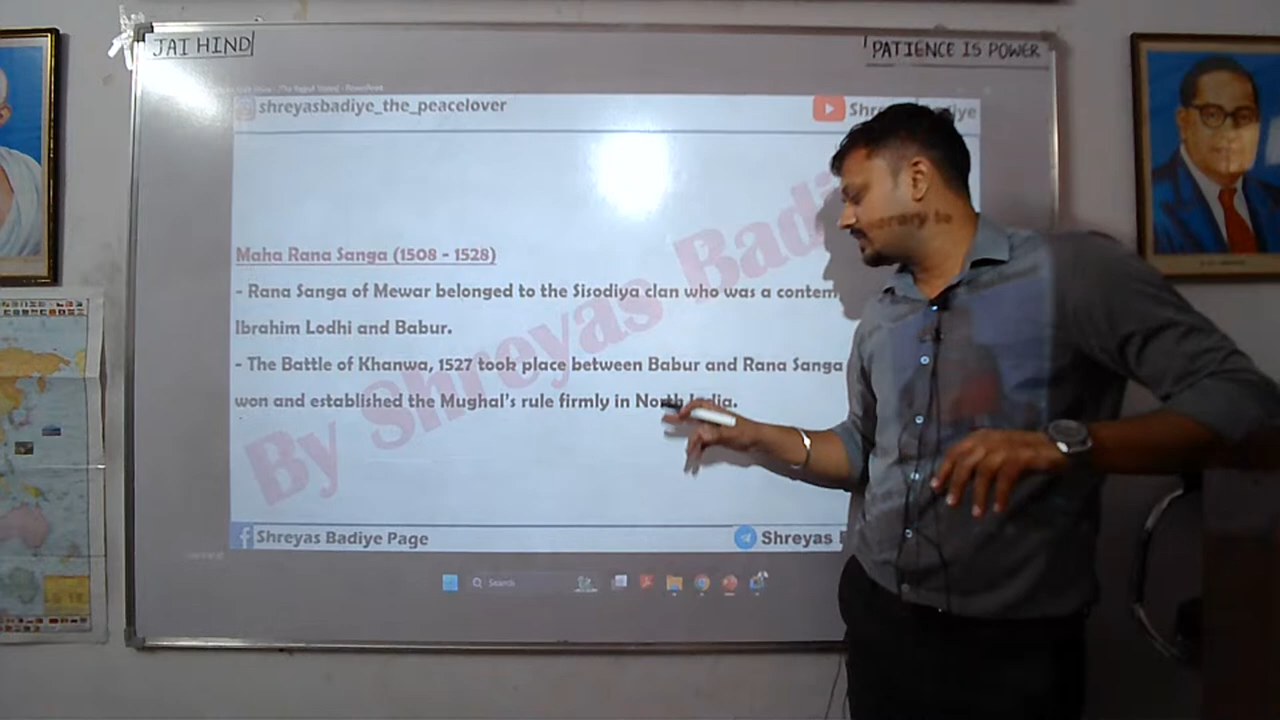 JAI HIND
PATIENCE IS POWER
shreyasbadiye_the_peacelover
Maha Rana Sanga (1508 - 1528)
- Rana Sanga of Mewar belonged to the Sisodiya clan who was a
Ibrahim Lodhi and Babur.
- The Battle of Khanwa, 1527 took place between Babur and Rana Sanga
won and established the Mughal's rule firmly in North India.
By Shreyas Badi
Shreyas Badiye Page
Shreyas
Search